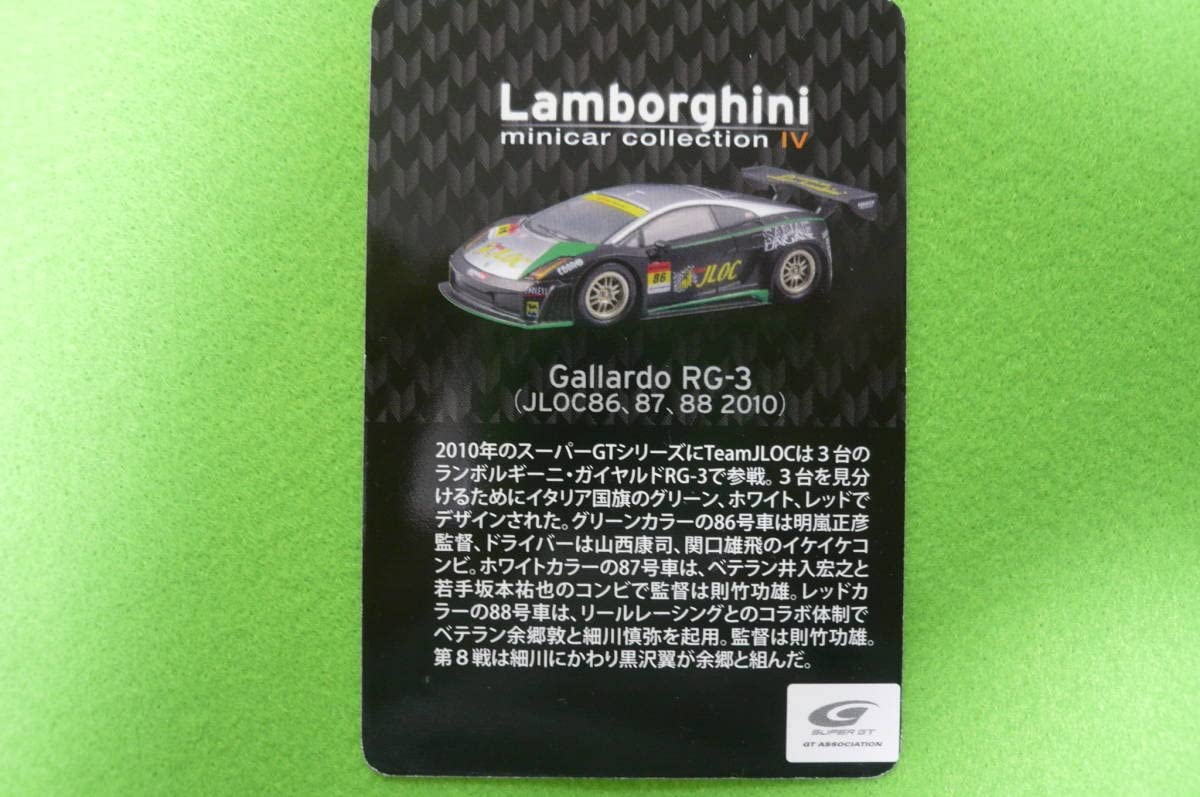 Lamborghini
minicar collection IV
Lamborghini
JLOC
86
JLOC
Gallardo RG-3
（JLOC86、87、88 2010）
2010年のスーパーGTシリーズにTeamJLOCは３台の
ランボルギーニ・ガイヤルドRG-3で参戦。３台を見分
けるためにイタリア国旗のグリーン、ホワイト、レッドで
デザインされた。グリーンカラーの86号車は明嵐正彦
監督、ドライバーは山西康司、関口雄飛のイケイケコ
ンビ。ホワイトカラーの87号車は、ベテラン井入宏之と
若手坂本祐也のコンビで監督は則竹功雄。レッドカ
ラーの88号車は、リールレーシングとのコラボ体制で
ベテラン余郷敦と細川慎弥を起用。監督は則竹功雄。
第８戦は細川にかわり黒沢翼が余郷と組んだ。
SUPER GT
GT ASSOCIATION